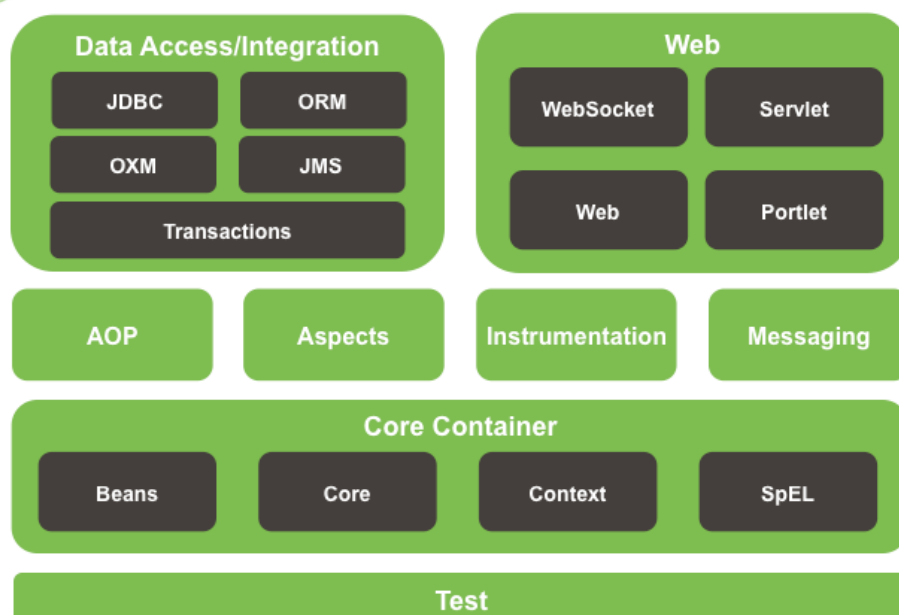 Data Access/Integration
JDBC
ORM
OXM
JMS
Transactions
Web
WebSocket
Servlet
Web
Portlet
AOP
Aspects
Instrumentation
Messaging
Core Container
Beans
Core
Context
SpEL
Test